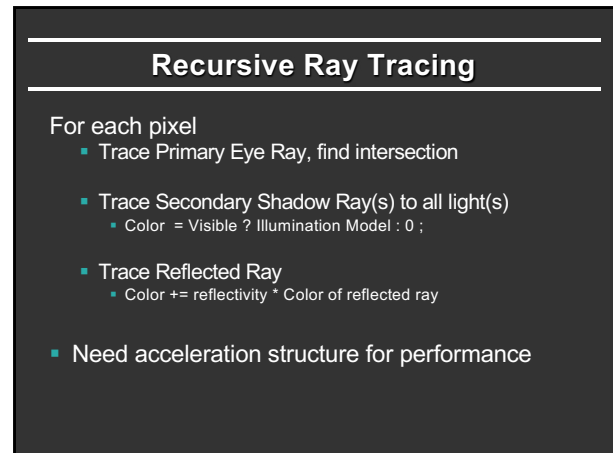 Recursive Ray Tracing
For each pixel
▪ Trace Primary Eye Ray, find intersection
▪ Trace Secondary Shadow Ray(s) to all light(s)
▪ Color = Visible ? Illumination Model : 0 ;
▪ Trace Reflected Ray
▪ Color += reflectivity * Color of reflected ray
▪ Need acceleration structure for performance